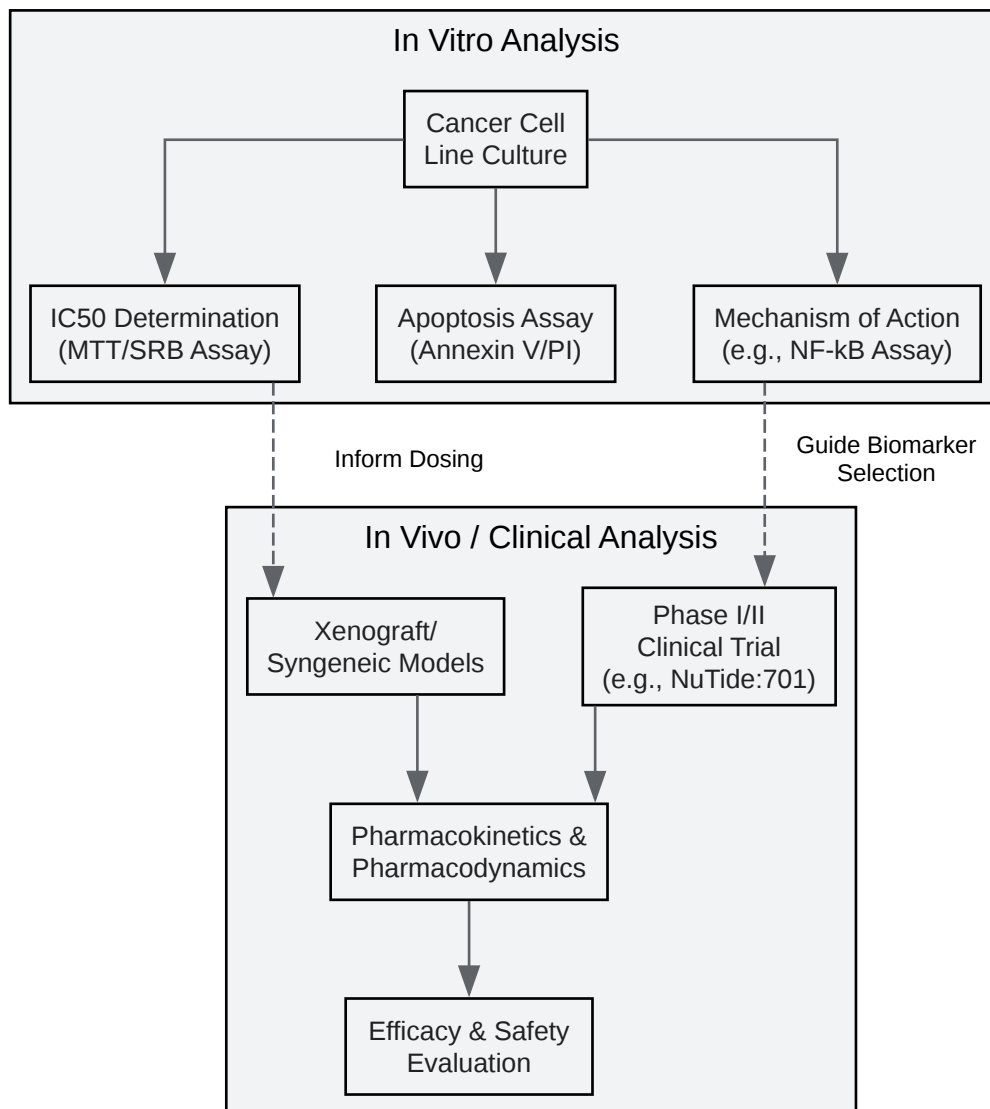 In Vitro Analysis
Cancer Cell
Line Culture
IC50 Determination
(MTT/SRB Assay)
Apoptosis Assay
(Annexin V/PI)
Mechanism of Action
(e.g., NF-kB Assay)
Inform Dosing
Guide Biomarker
Selection
In Vivo / Clinical Analysis
Xenograft/
Syngeneic Models
Phase I/II
Clinical Trial
(e.g., NuTide:701)
Pharmacokinetics &
Pharmacodynamics
Efficacy & Safety
Evaluation